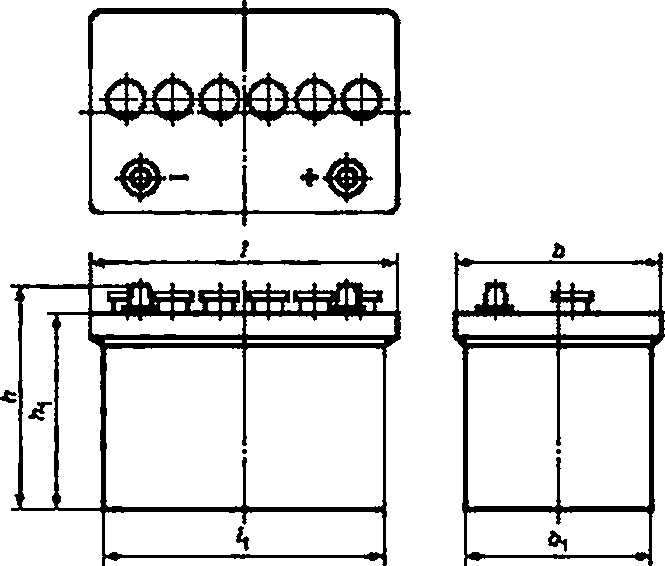 − +
l b
h h₁
l₁ b₁